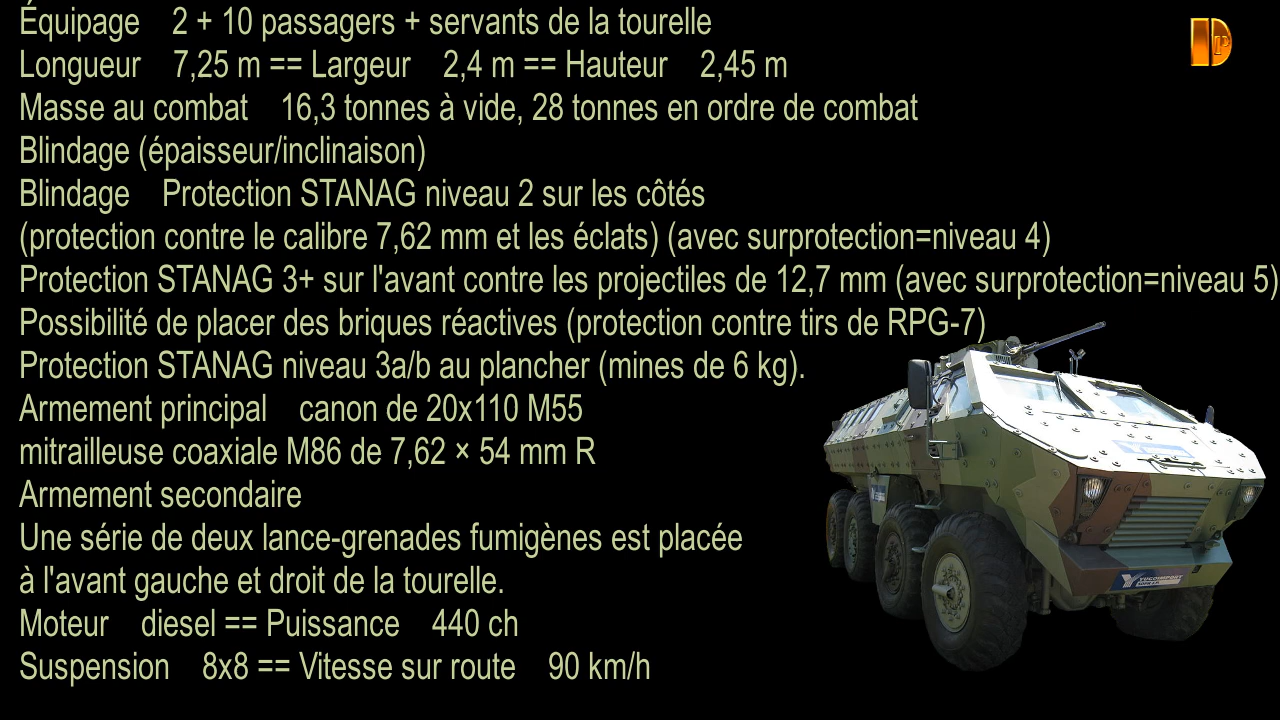 Équipage    2 + 10 passagers + servants de la tourelle
Longueur    7,25 m == Largeur    2,4 m == Hauteur    2,45 m
Masse au combat    16,3 tonnes à vide, 28 tonnes en ordre de combat
Blindage (épaisseur/inclinaison)
Blindage    Protection STANAG niveau 2 sur les côtés
(protection contre le calibre 7,62 mm et les éclats) (avec surprotection=niveau 4)
Protection STANAG 3+ sur l'avant contre les projectiles de 12,7 mm (avec surprotection=niveau 5)
Possibilité de placer des briques réactives (protection contre tirs de RPG-7)
Protection STANAG niveau 3a/b au plancher (mines de 6 kg).
Armement principal    canon de 20x110 M55
mitrailleuse coaxiale M86 de 7,62 × 54 mm R
Armement secondaire
Une série de deux lance-grenades fumigènes est placée
à l'avant gauche et droit de la tourelle.
Moteur    diesel == Puissance    440 ch
Suspension    8x8 == Vitesse sur route    90 km/h
YUGOIMPORT